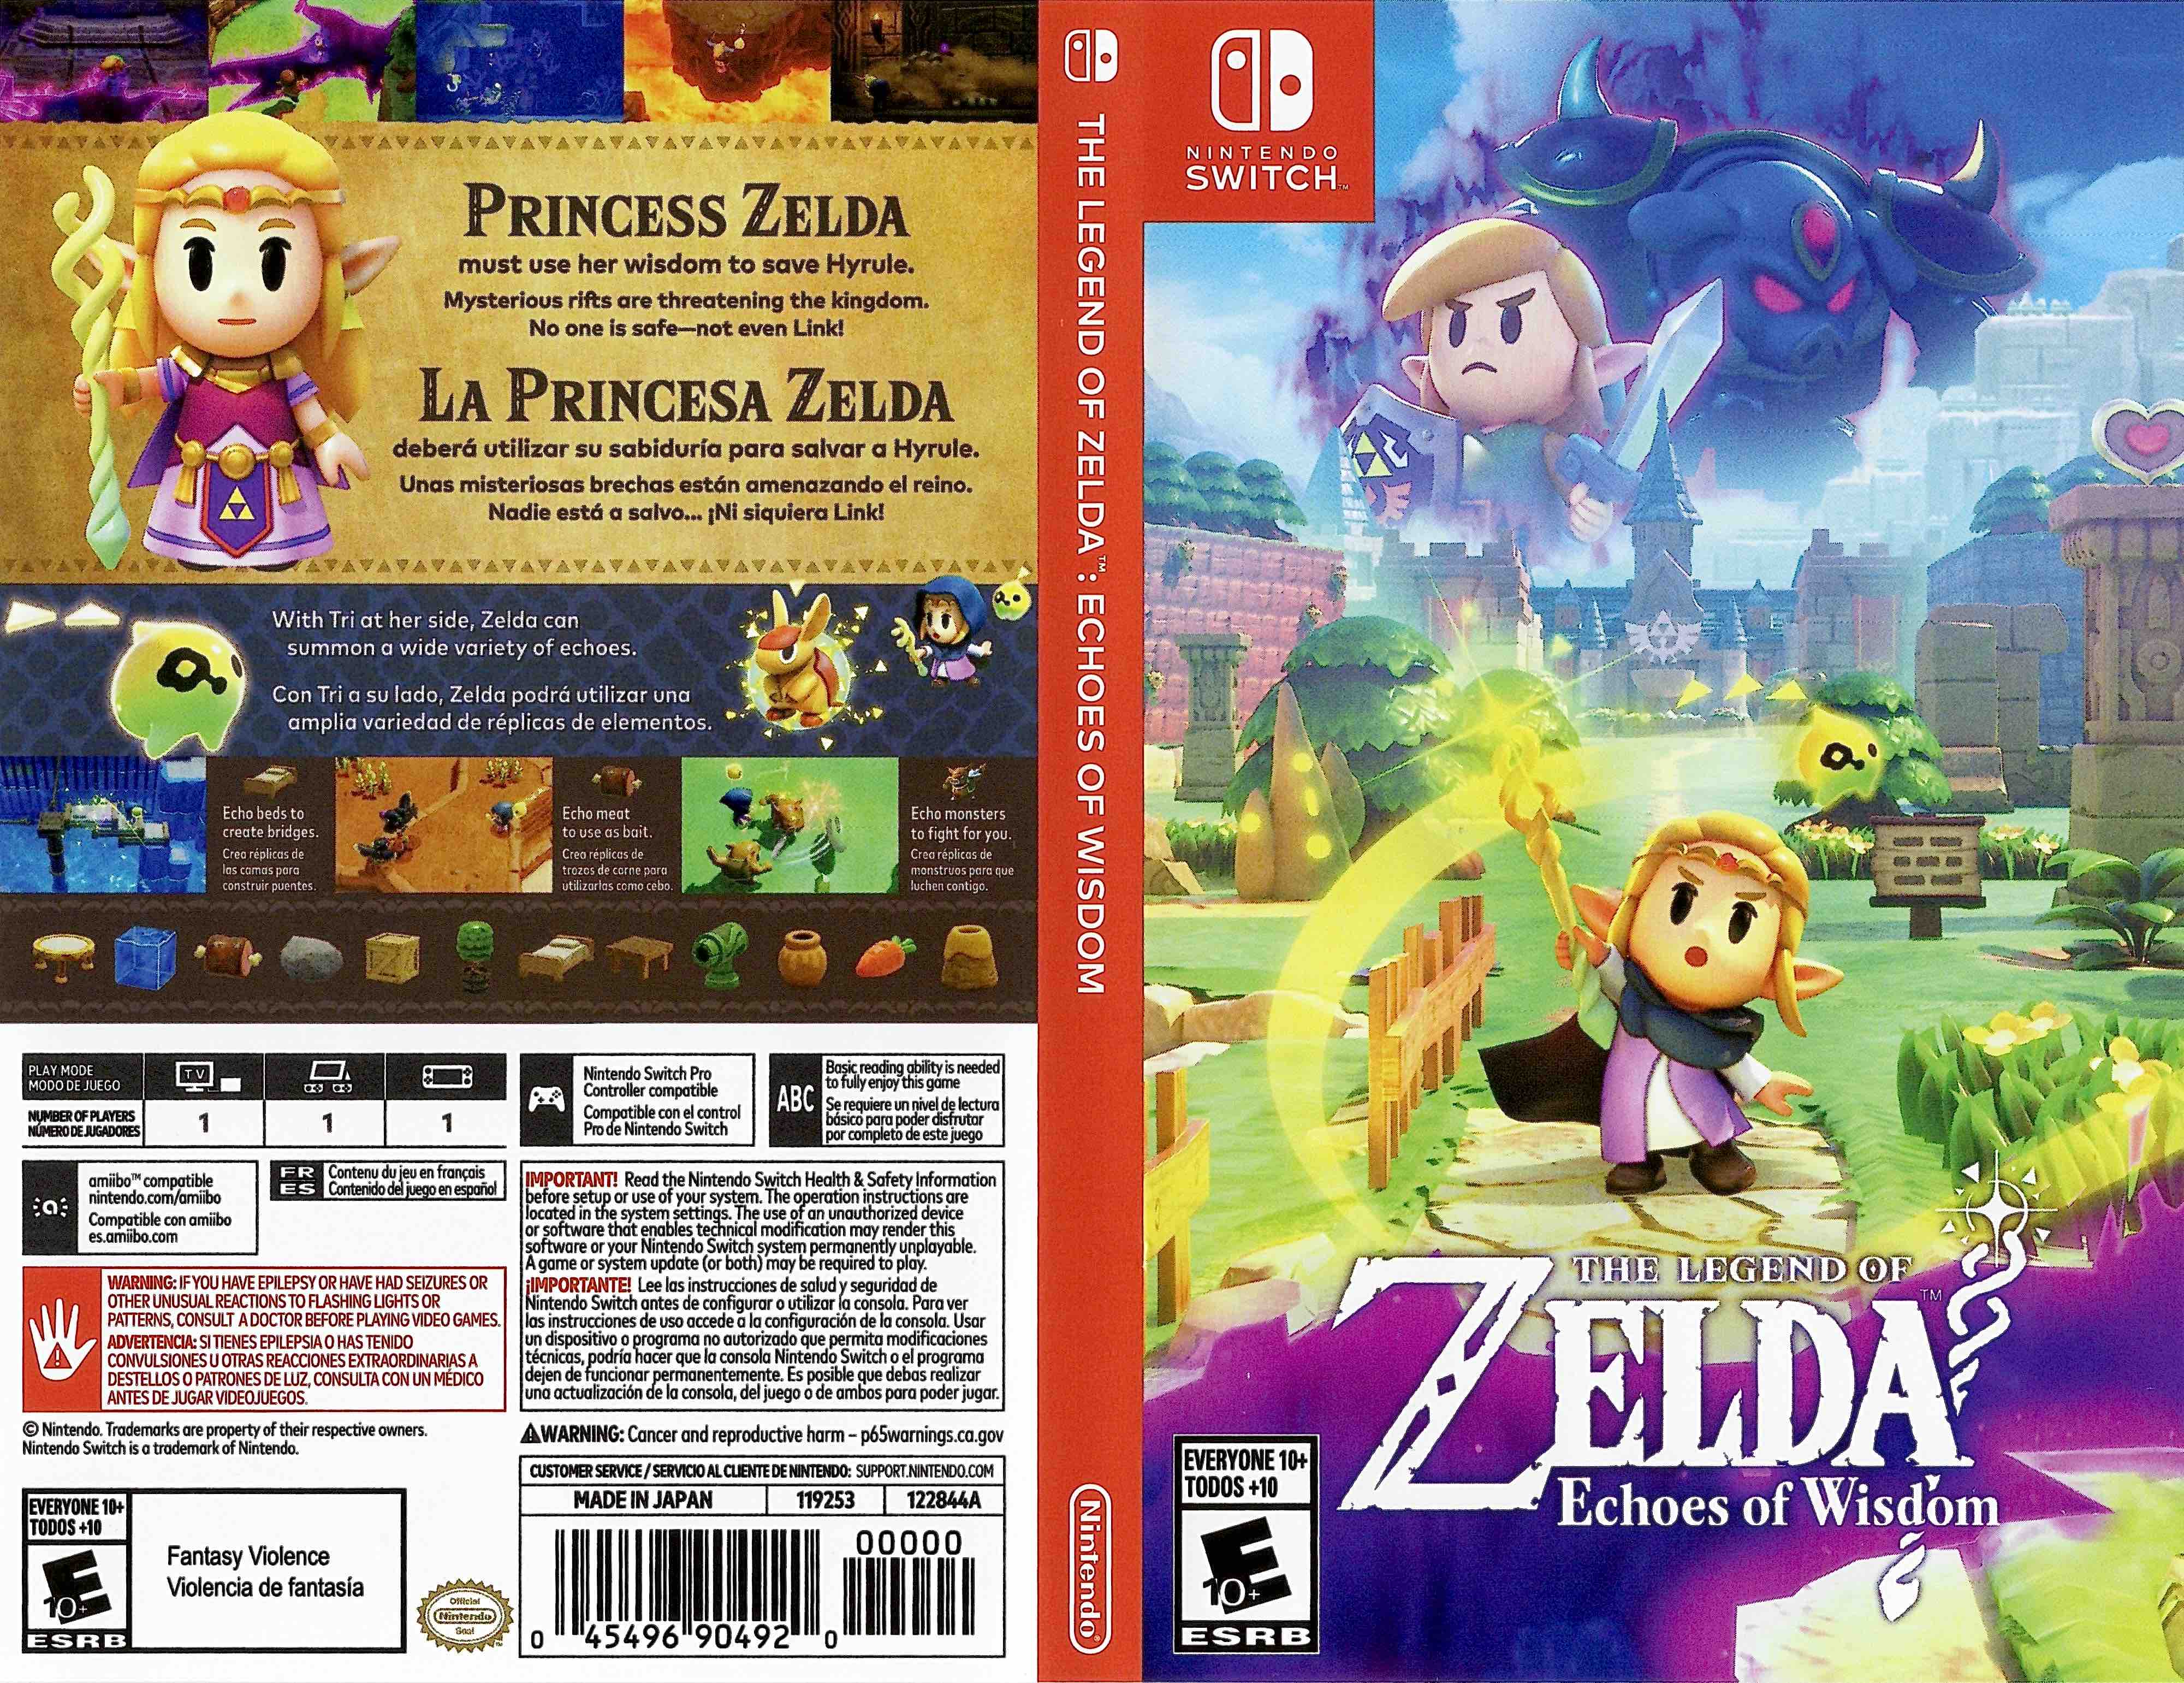 PRINCESS ZELDA
must use her wisdom to save Hyrule.
Mysterious rifts are threatening the kingdom.
No one is safe—not even Link!
LA PRINCESA ZELDA
deberá utilizar su sabiduría para salvar a Hyrule.
Unas misteriosas brechas están amenazando el reino.
Nadie está a salvo... ¡Ni siquiera Link!
With Tri at her side, Zelda can
summon a wide variety of echoes.
Con Tri a su lado, Zelda podrá utilizar una
amplia variedad de réplicas de elementos.
Echo beds to
create bridges.
Crea réplicas de
las camas para
construir puentes.
Echo meat
to use as bait.
Crea réplicas de
trozos de carne para
utilizarlas como cebo.
Echo monsters
to fight for you.
Crea réplicas de
monstruos para que
luchen contigo.
PLAY MODE
MODO DE JUEGO
TV
NUMBER OF PLAYERS
NÚMERO DE JUGADORES
1
1
1
Nintendo Switch Pro
Controller compatible
Compatible con el control
Pro de Nintendo Switch
ABC
Basic reading ability is needed
to fully enjoy this game
Se requiere un nivel de lectura
básico para poder disfrutar
por completo de este juego
amiibo™ compatible
nintendo.com/amiibo
Compatible con amiibo
es.amiibo.com
FR Contenu du jeu en français
ES Contenido del juego en español
IMPORTANT! Read the Nintendo Switch Health & Safety Information
before setup or use of your system. The operation instructions are
located in the system settings. The use of an unauthorized device
or software that enables technical modification may render this
software or your Nintendo Switch system permanently unplayable.
A game or system update (or both) may be required to play.
¡IMPORTANTE! Lee las instrucciones de salud y seguridad de
Nintendo Switch antes de configurar o utilizar la consola. Para ver
las instrucciones de uso accede a la configuración de la consola. Usar
un dispositivo o programa no autorizado que permita modificaciones
técnicas, podría hacer que la consola Nintendo Switch o el programa
dejen de funcionar permanentemente. Es posible que debas realizar
una actualización de la consola, del juego o de ambos para poder jugar.
WARNING: IF YOU HAVE EPILEPSY OR HAVE HAD SEIZURES OR
OTHER UNUSUAL REACTIONS TO FLASHING LIGHTS OR
PATTERNS, CONSULT A DOCTOR BEFORE PLAYING VIDEO GAMES.
ADVERTENCIA: SI TIENES EPILEPSIA O HAS TENIDO
CONVULSIONES U OTRAS REACCIONES EXTRAORDINARIAS A
DESTELLOS O PATRONES DE LUZ, CONSULTA CON UN MÉDICO
ANTES DE JUGAR VIDEOJUEGOS.
© Nintendo. Trademarks are property of their respective owners.
Nintendo Switch is a trademark of Nintendo.
WARNING: Cancer and reproductive harm – p65warnings.ca.gov
CUSTOMER SERVICE / SERVICIO AL CLIENTE DE NINTENDO: SUPPORT.NINTENDO.COM
MADE IN JAPAN 119253 122844A
EVERYONE 10+
TODOS +10
E
10+
ESRB
Fantasy Violence
Violencia de fantasía
Official
Nintendo
Seal
00000
0 45496 90492 0
THE LEGEND OF ZELDA™: ECHOES OF WISDOM
Nintendo®
NINTENDO
SWITCH™
THE LEGEND OF
ZELDA™
Echoes of Wisdom
EVERYONE 10+
TODOS +10
E
10+
ESRB